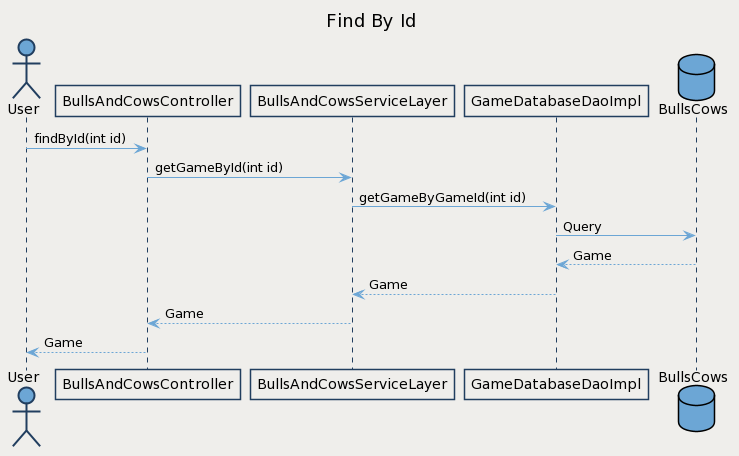 Find By Id
User
BullsAndCowsController
BullsAndCowsServiceLayer
GameDatabaseDaoImpl
BullsCows
findById(int id)
getGameById(int id)
getGameByGameId(int id)
Query
Game
Game
Game
Game
User
BullsAndCowsController
BullsAndCowsServiceLayer
GameDatabaseDaoImpl
BullsCows